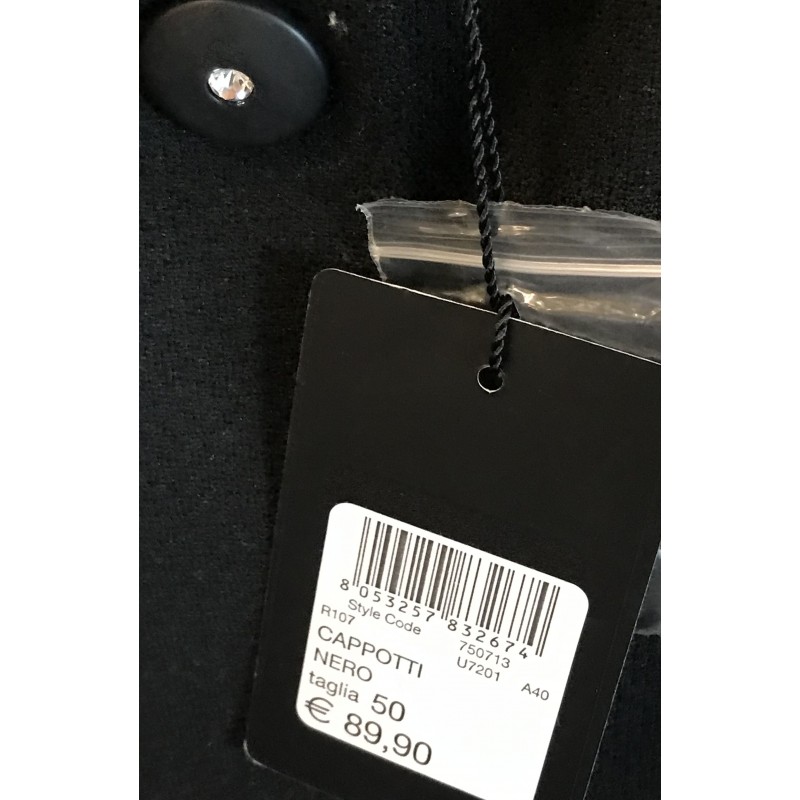 8 053257 832674
Style Code 750713
R107 U7201 A40
CAPPOTTI
NERO
taglia 50
€ 89,90